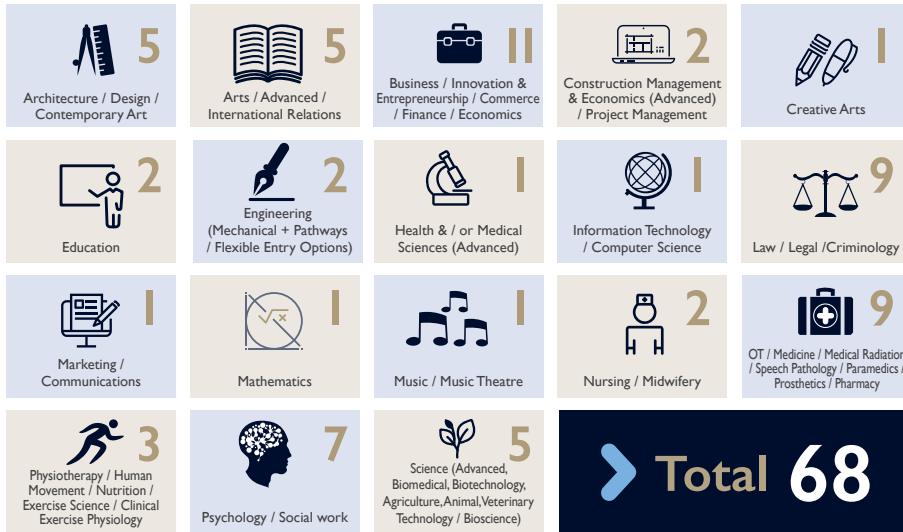 5
Architecture / Design /
Contemporary Art
5
Arts / Advanced /
International Relations
11
Business / Innovation &
Entrepreneurship / Commerce
/ Finance / Economics
2
Construction Management
& Economics (Advanced)
/ Project Management
1
Creative Arts
2
Education
2
Engineering
(Mechanical + Pathways
/ Flexible Entry Options)
1
Health & / or Medical
Sciences (Advanced)
1
Information Technology
/ Computer Science
9
Law / Legal /Criminology
1
Marketing /
Communications
√x
1
Mathematics
1
Music / Music Theatre
2
Nursing / Midwifery
9
OT / Medicine / Medical Radiation
/ Speech Pathology / Paramedics /
Prosthetics / Pharmacy
3
Physiotherapy / Human
Movement / Nutrition /
Exercise Science / Clinical
Exercise Physiology
7
Psychology / Social work
5
Science (Advanced,
Biomedical, Biotechnology,
Agriculture,Animal,Veterinary
Technology / Bioscience)
Total 68